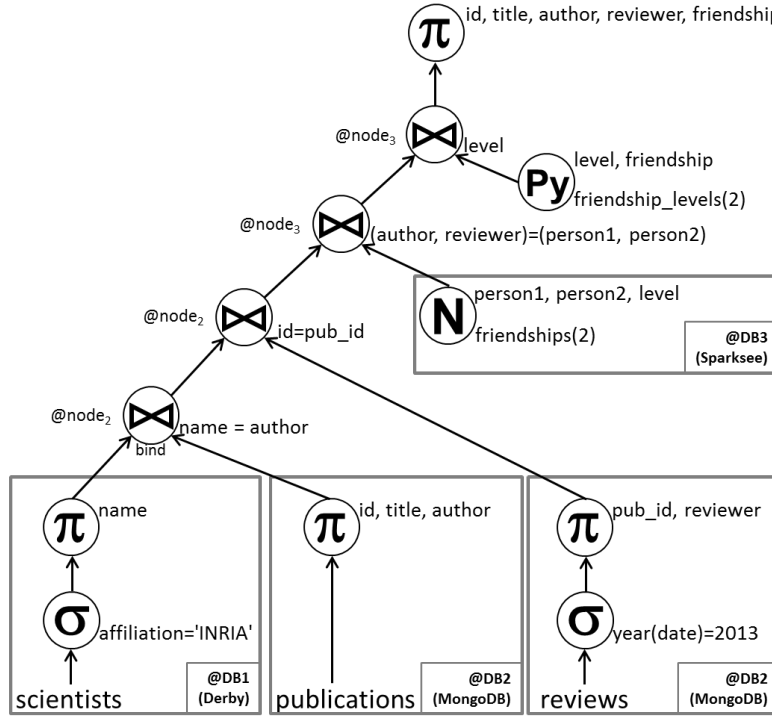 π
id, title, author, reviewer, friendship
@node3
level
Py
level, friendship
friendship_levels(2)
@node3
(author, reviewer)=(person1, person2)
N
person1, person2, level
friendships(2)
@DB3
(Sparksee)
@node2
id=pub_id
@node2
name = author
bind
π
name
π
id, title, author
π
pub_id, reviewer
σ
affiliation='INRIA'
σ
year(date)=2013
scientists
@DB1
(Derby)
publications
@DB2
(MongoDB)
reviews
@DB2
(MongoDB)